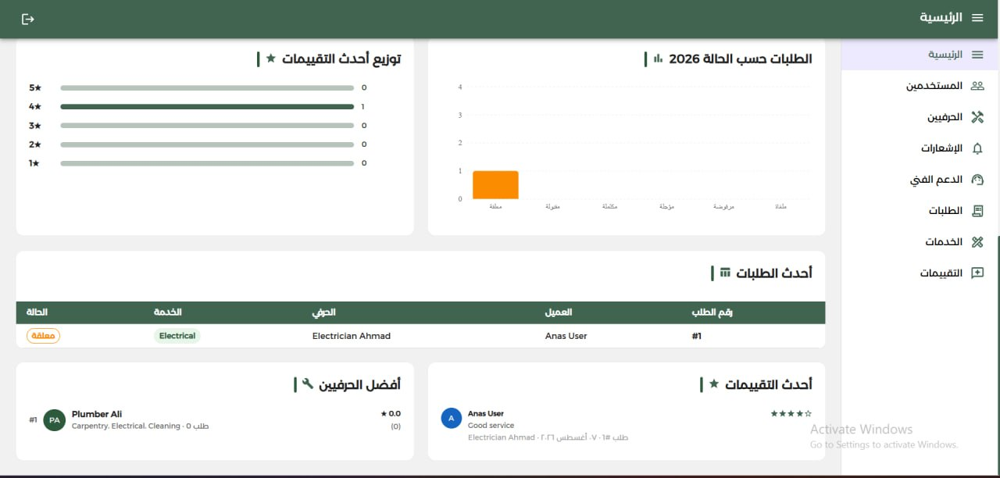 الرئيسية
الرئيسية
المستخدمين
الحرفيين
الإشعارات
الدعم الفني
الطلبات
الخدمات
التقييمات
الطلبات حسب الحالة 2026
4
3
2
1
0
معلقة مقبولة مكتملة مؤجلة مرفوضة ملغاة
توزيع أحدث التقييمات
5★ 0
4★ 1
3★ 0
2★ 0
1★ 0
أحدث الطلبات
رقم الطلب العميل الحرفي الخدمة الحالة
#1 Anas User Electrician Ahmad Electrical معلقة
أحدث التقييمات
A
Anas User ★★★★☆
Good service
Electrician Ahmad · طلب #١ · ٠٧ أغسطس ٢٠٢٦
أفضل الحرفيين
#1 PA
Plumber Ali ★ 0.0
Carpentry, Electrical, Cleaning · 0 طلب (0)
Activate Windows
Go to Settings to activate Windows.